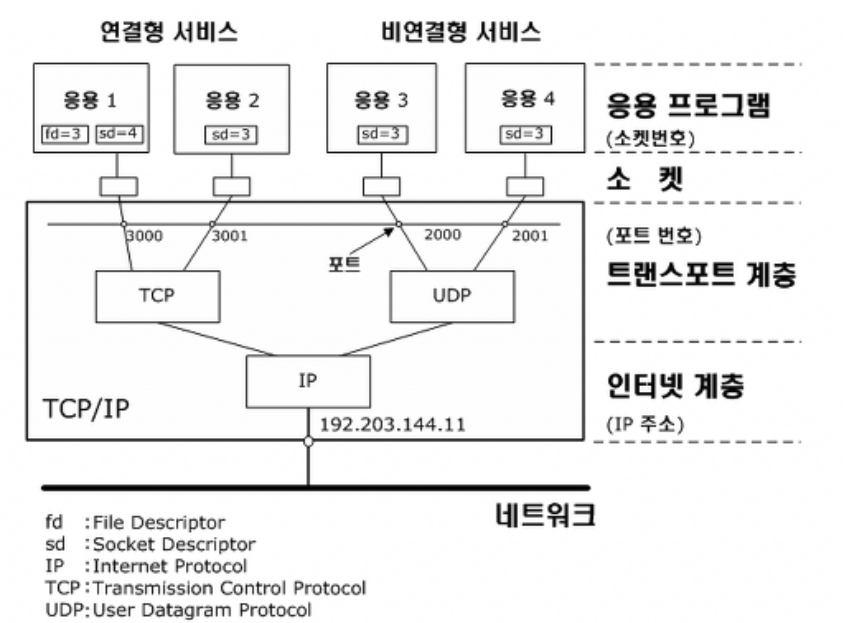 연결형 서비스 비연결형 서비스
응용 1 응용 2 응용 3 응용 4
fd=3 sd=4 sd=3 sd=3 sd=3
응용 프로그램
(소켓번호)
소 켓
3000 3001 2000 2001
(포트 번호)
포트
트랜스포트 계층
TCP UDP
IP
인터넷 계층
TCP/IP
192.203.144.11
(IP 주소)
네트워크
fd :File Descriptor
sd :Socket Descriptor
IP :Internet Protocol
TCP:Transmission Control Protocol
UDP:User Datagram Protocol